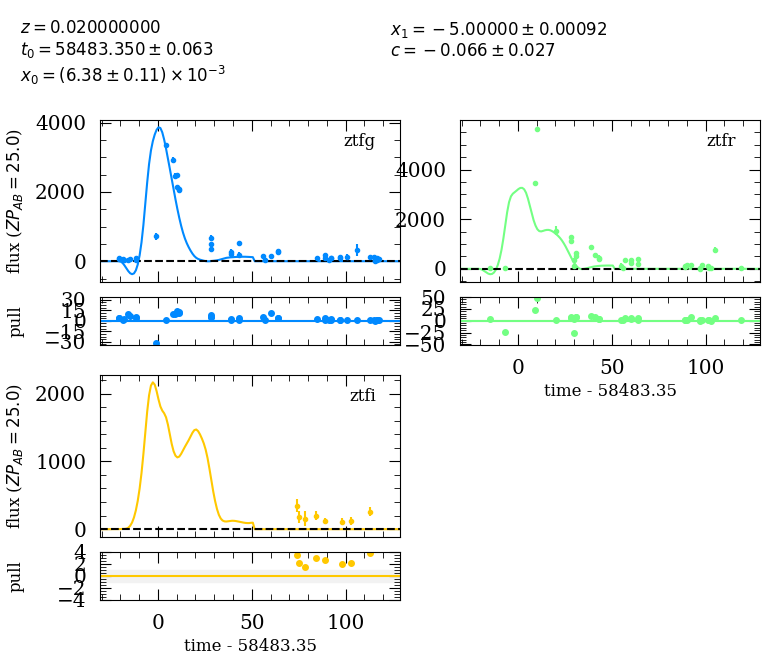 z = 0.020000000
t₀ = 58483.350 ± 0.063
x₀ = (6.38 ± 0.11) × 10⁻³
x₁ = −5.00000 ± 0.00092
c = −0.066 ± 0.027
flux (ZP_AB = 25.0)
4000
2000
0
ztfg
4000
2000
0
ztfr
pull
30
15
0
−15
−30
50
25
0
−25
−50
0
50
100
time - 58483.35
flux (ZP_AB = 25.0)
2000
1000
0
ztfi
pull
4
2
0
−2
−4
0
50
100
time - 58483.35